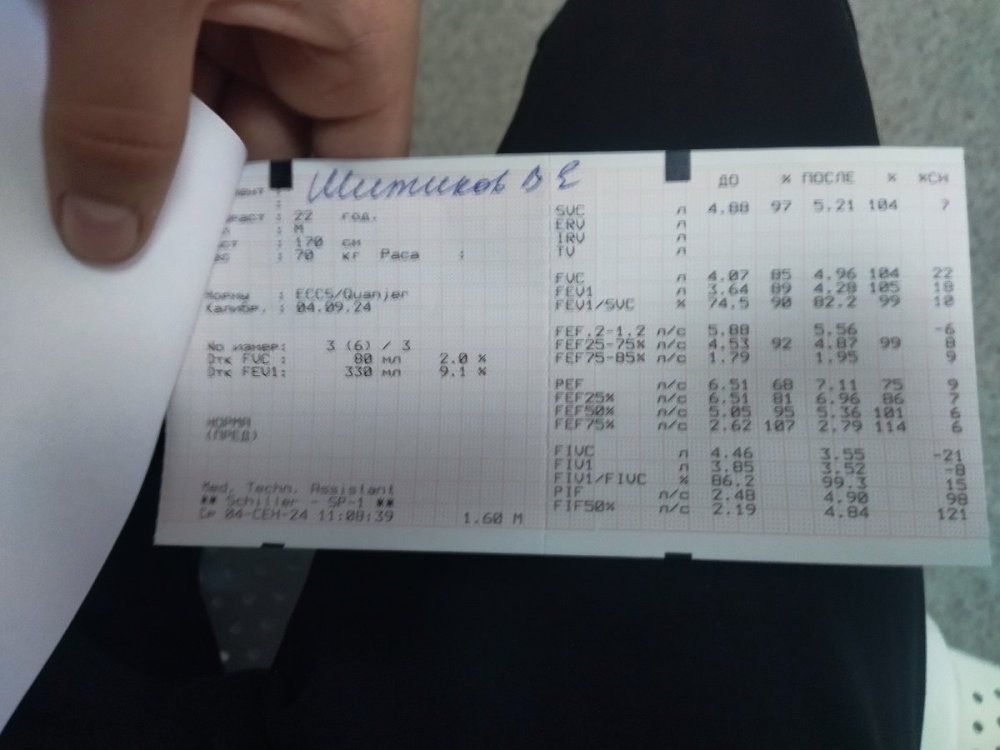 Шитиков В Е
: 22 год.
: М
: 170 см
: 70 кг Раса :
Нормы : ECCS/Quanjer
Калибр. : 04.09.24
No измер: 3 (6) / 3
Отк FVC: 80 мл 2.0 %
Отк FEV1: 330 мл 9.1 %
НОРМА
(ПРЕД)
Med. Techn. Assistant
** Schiller - SP-1 **
Ср 04-СЕН-24 11:08:39 1.60 M
ДО % ПОСЛЕ % %СН
SVC л 4.88 97 5.21 104 7
ERV л
IRV л
TV л
FVC л 4.07 85 4.96 104 22
FEV1 л 3.64 89 4.28 105 18
FEV1/SVC % 74.5 90 82.2 99 10
FEF.2-1.2 л/с 5.88 5.56 -6
FEF25-75% л/с 4.53 92 4.87 99 8
FEF75-85% л/с 1.79 1.95 9
PEF л/с 6.51 68 7.11 75 9
FEF25% л/с 6.51 81 6.96 86 7
FEF50% л/с 5.05 95 5.36 101 6
FEF75% л/с 2.62 107 2.79 114 6
FIVC л 4.46 3.55 -21
FIV1 л 3.85 3.52 -8
FIV1/FIVC % 86.2 99.3 15
PIF л/с 2.48 4.90 98
FIF50% л/с 2.19 4.84 121